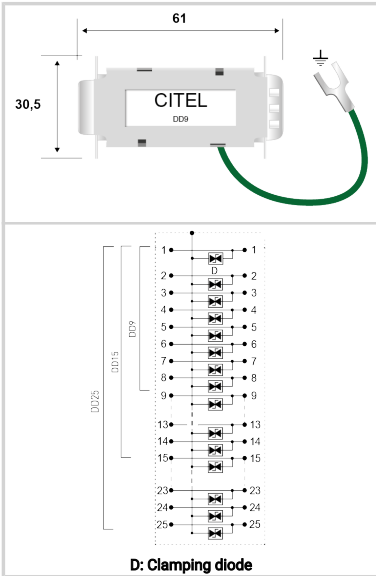 61
30,5
CITEL
DD9
1 1
D
2 2
3 3
4 4
5 5
6 6
7 7
8 8
9 9
13 13
14 14
15 15
23 23
24 24
25 25
DD9
DD15
DD25
D: Clamping diode